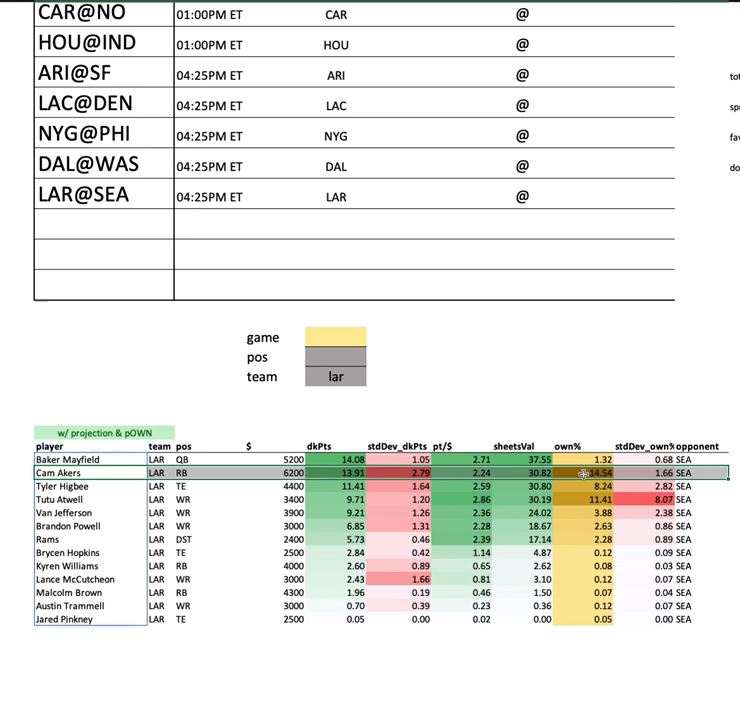 CAR@NO 01:00PM ET CAR @
HOU@IND 01:00PM ET HOU @
ARI@SF 04:25PM ET ARI @
LAC@DEN 04:25PM ET LAC @
NYG@PHI 04:25PM ET NYG @
DAL@WAS 04:25PM ET DAL @
LAR@SEA 04:25PM ET LAR @
game
pos
team lar
w/ projection & pOWN
player team pos $ dkPts stdDev_dkPts pt/$ sheetsVal own% stdDev_own% opponent
Baker Mayfield LAR QB 5200 14.08 1.05 2.71 37.55 1.32 0.68 SEA
Cam Akers LAR RB 6200 13.91 2.79 2.24 30.82 14.54 1.66 SEA
Tyler Higbee LAR TE 4400 11.41 1.64 2.59 30.80 8.24 2.82 SEA
Tutu Atwell LAR WR 3400 9.71 1.20 2.86 30.19 11.41 8.07 SEA
Van Jefferson LAR WR 3900 9.21 1.26 2.36 24.02 3.88 2.38 SEA
Brandon Powell LAR WR 3000 6.85 1.31 2.28 18.67 2.63 0.86 SEA
Rams LAR DST 2400 5.73 0.46 2.39 17.14 2.28 0.89 SEA
Brycen Hopkins LAR TE 2500 2.84 0.42 1.14 4.87 0.12 0.09 SEA
Kyren Williams LAR RB 4000 2.60 0.89 0.65 2.62 0.08 0.03 SEA
Lance McCutcheon LAR WR 3000 2.43 1.66 0.81 3.10 0.12 0.07 SEA
Malcolm Brown LAR RB 4300 1.96 0.19 0.46 1.50 0.07 0.04 SEA
Austin Trammell LAR WR 3000 0.70 0.39 0.23 0.36 0.12 0.07 SEA
Jared Pinkney LAR TE 2500 0.05 0.00 0.02 0.00 0.05 0.00 SEA